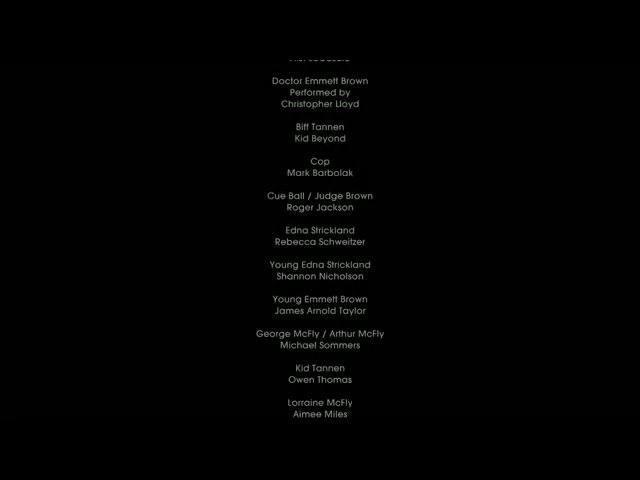 Doctor Emmett Brown
Performed by
Christopher Lloyd
Biff Tannen
Kid Beyond
Cop
Mark Barbolak
Cue Ball / Judge Brown
Roger Jackson
Edna Strickland
Rebecca Schweitzer
Young Edna Strickland
Shannon Nicholson
Young Emmett Brown
James Arnold Taylor
George McFly / Arthur McFly
Michael Sommers
Kid Tannen
Owen Thomas
Lorraine McFly
Aimee Miles